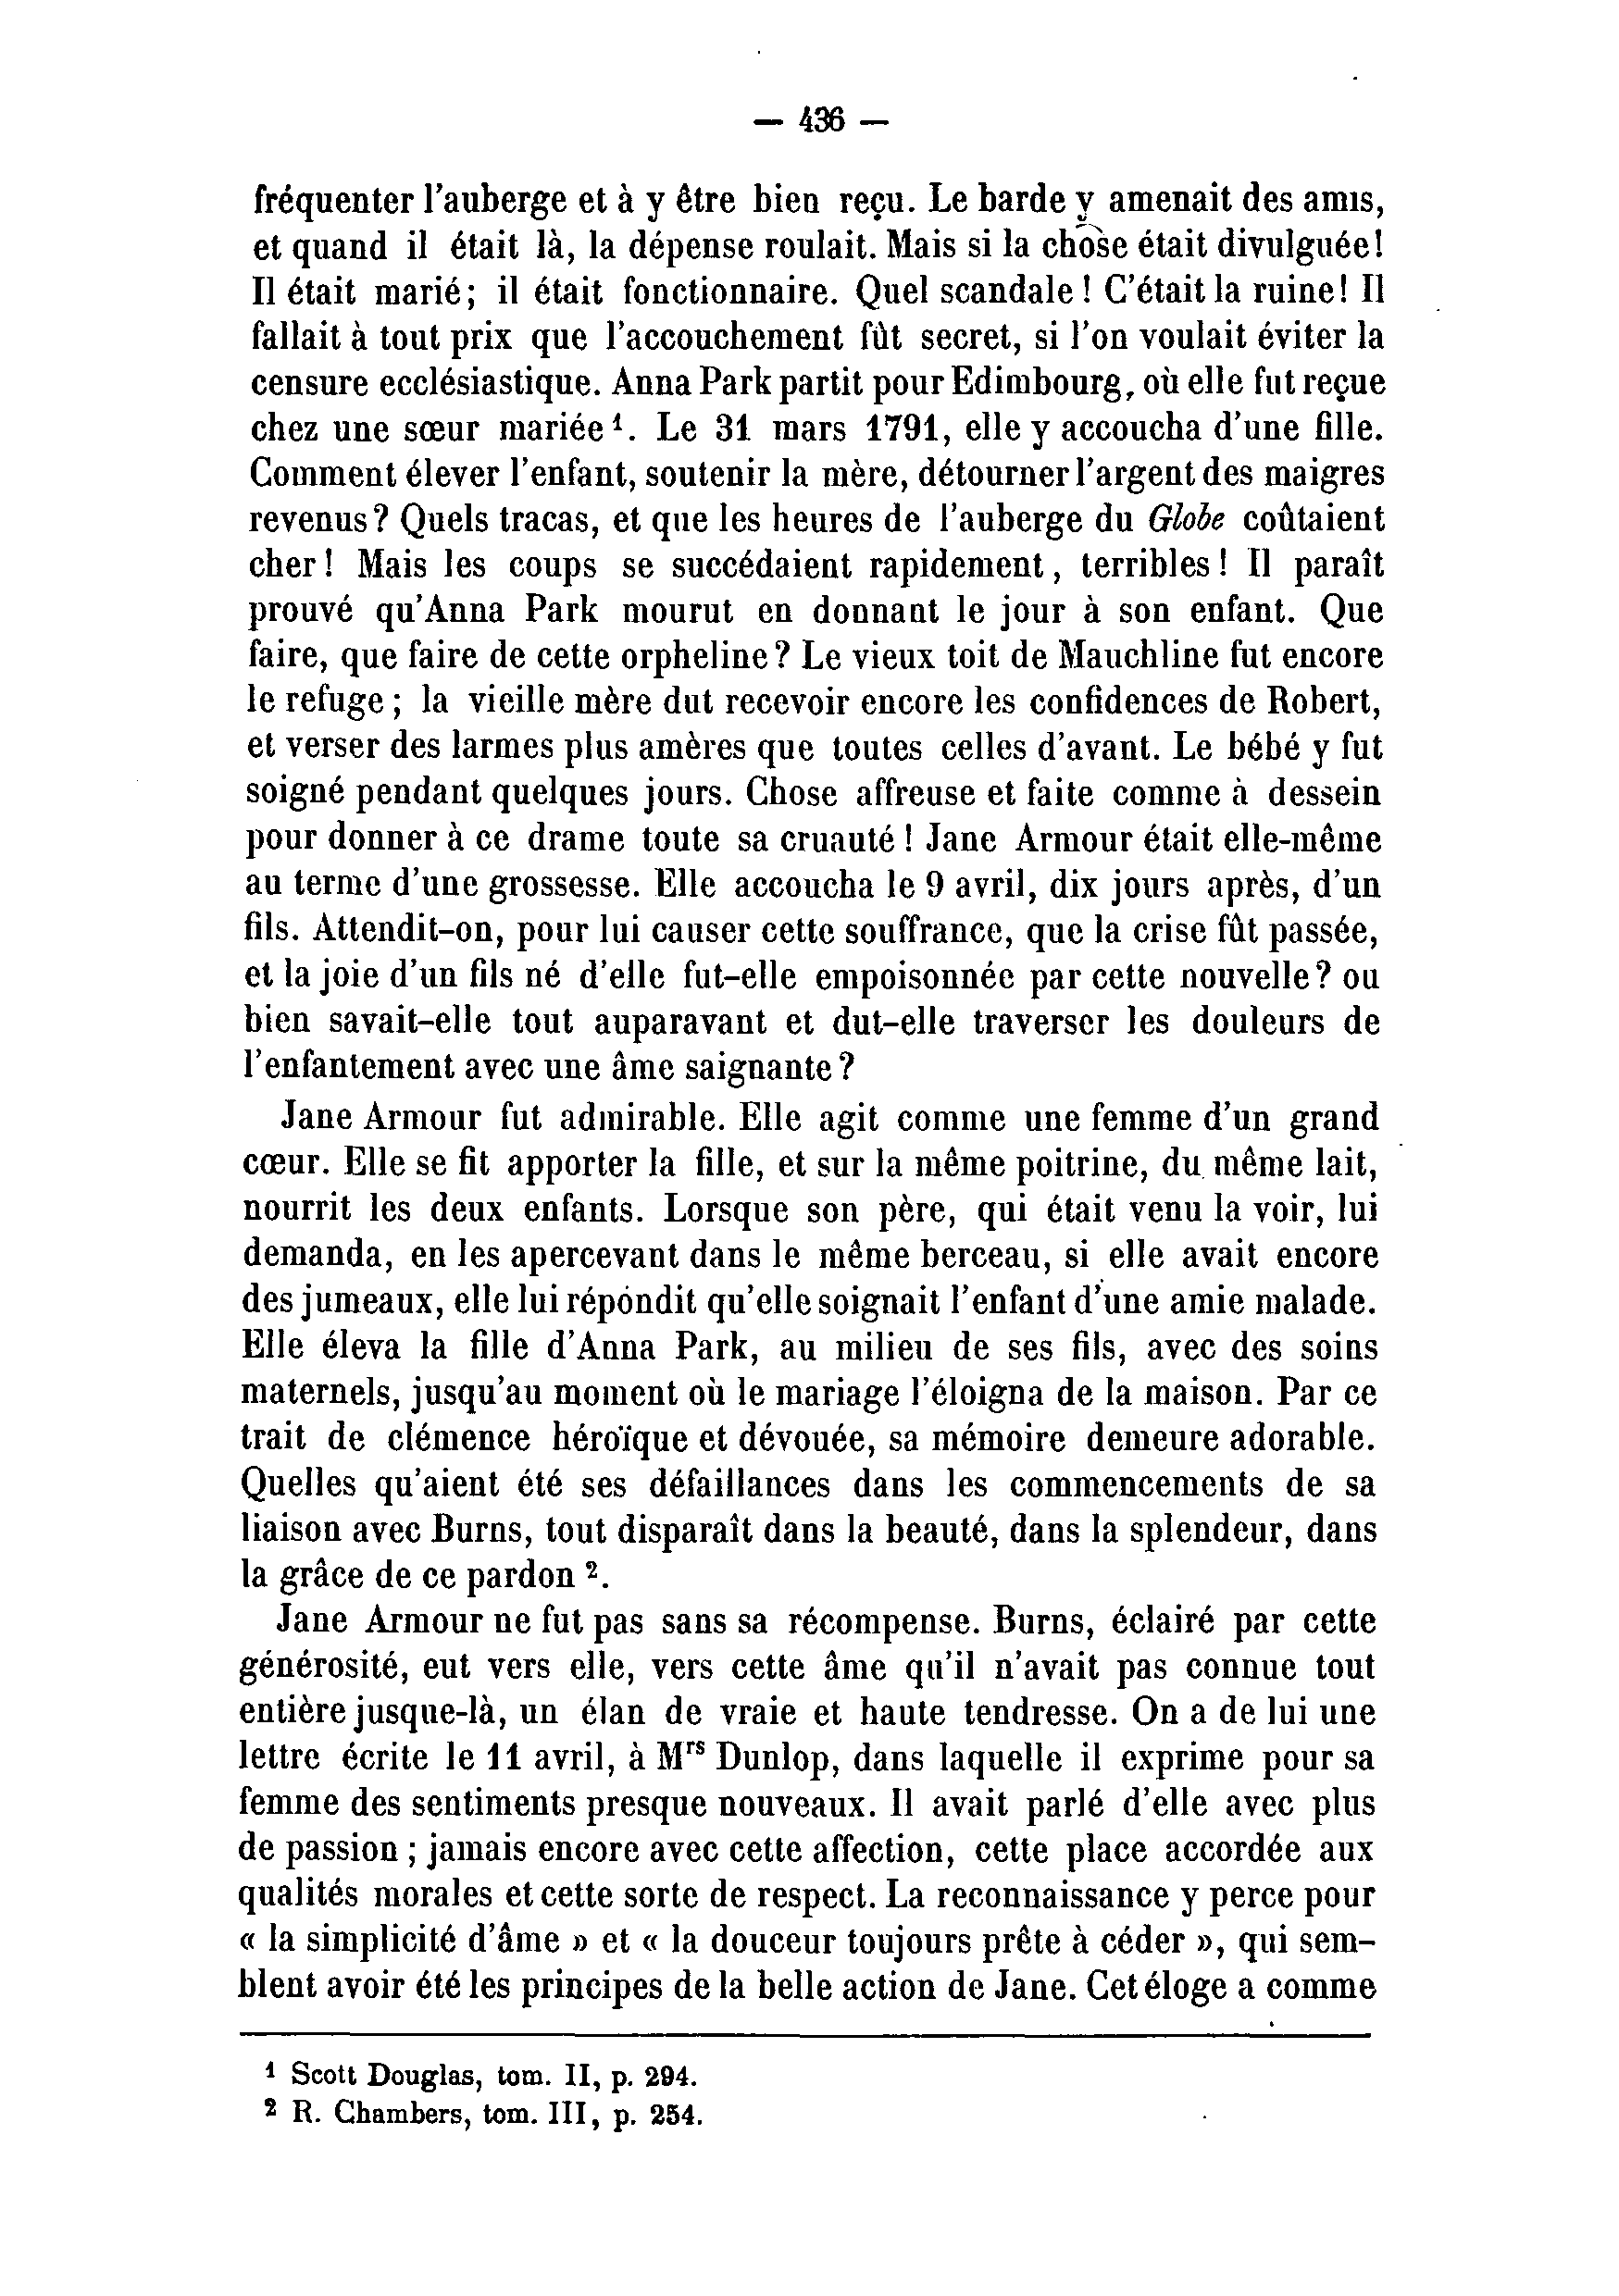 — 436 —
fréquenter l'auberge et à y être bien reçu. Le barde y amenait des amis,
et quand il était là, la dépense roulait. Mais si la chose était divulguée!
Il était marié; il était fonctionnaire. Quel scandale ! C'était la ruine! Il
fallait à tout prix que l'accouchement fût secret, si l'on voulait éviter la
censure ecclésiastique. Anna Park partit pour Edimbourg, où elle fut reçue
chez une sœur mariée ¹. Le 31 mars 1791, elle y accoucha d'une fille.
Comment élever l'enfant, soutenir la mère, détourner l'argent des maigres
revenus? Quels tracas, et que les heures de l'auberge du Globe coûtaient
cher! Mais les coups se succédaient rapidement, terribles! Il paraît
prouvé qu'Anna Park mourut en donnant le jour à son enfant. Que
faire, que faire de cette orpheline? Le vieux toit de Mauchline fut encore
le refuge ; la vieille mère dut recevoir encore les confidences de Robert,
et verser des larmes plus amères que toutes celles d'avant. Le bébé y fut
soigné pendant quelques jours. Chose affreuse et faite comme à dessein
pour donner à ce drame toute sa cruauté ! Jane Armour était elle-même
au terme d'une grossesse. Elle accoucha le 9 avril, dix jours après, d'un
fils. Attendit-on, pour lui causer cette souffrance, que la crise fût passée,
et la joie d'un fils né d'elle fut-elle empoisonnée par cette nouvelle? ou
bien savait-elle tout auparavant et dut-elle traverser les douleurs de
l'enfantement avec une âme saignante ?
Jane Armour fut admirable. Elle agit comme une femme d'un grand
cœur. Elle se fit apporter la fille, et sur la même poitrine, du même lait,
nourrit les deux enfants. Lorsque son père, qui était venu la voir, lui
demanda, en les apercevant dans le même berceau, si elle avait encore
des jumeaux, elle lui répondit qu'elle soignait l'enfant d'une amie malade.
Elle éleva la fille d'Anna Park, au milieu de ses fils, avec des soins
maternels, jusqu'au moment où le mariage l'éloigna de la maison. Par ce
trait de clémence héroïque et dévouée, sa mémoire demeure adorable.
Quelles qu'aient été ses défaillances dans les commencements de sa
liaison avec Burns, tout disparaît dans la beauté, dans la splendeur, dans
la grâce de ce pardon ².
Jane Armour ne fut pas sans sa récompense. Burns, éclairé par cette
générosité, eut vers elle, vers cette âme qu'il n'avait pas connue tout
entière jusque-là, un élan de vraie et haute tendresse. On a de lui une
lettre écrite le 11 avril, à Mrs Dunlop, dans laquelle il exprime pour sa
femme des sentiments presque nouveaux. Il avait parlé d'elle avec plus
de passion ; jamais encore avec cette affection, cette place accordée aux
qualités morales et cette sorte de respect. La reconnaissance y perce pour
« la simplicité d'âme » et « la douceur toujours prête à céder », qui sem-
blent avoir été les principes de la belle action de Jane. Cet éloge a comme
¹ Scott Douglas, tom. II, p. 294.
² R. Chambers, tom. III, p. 254.